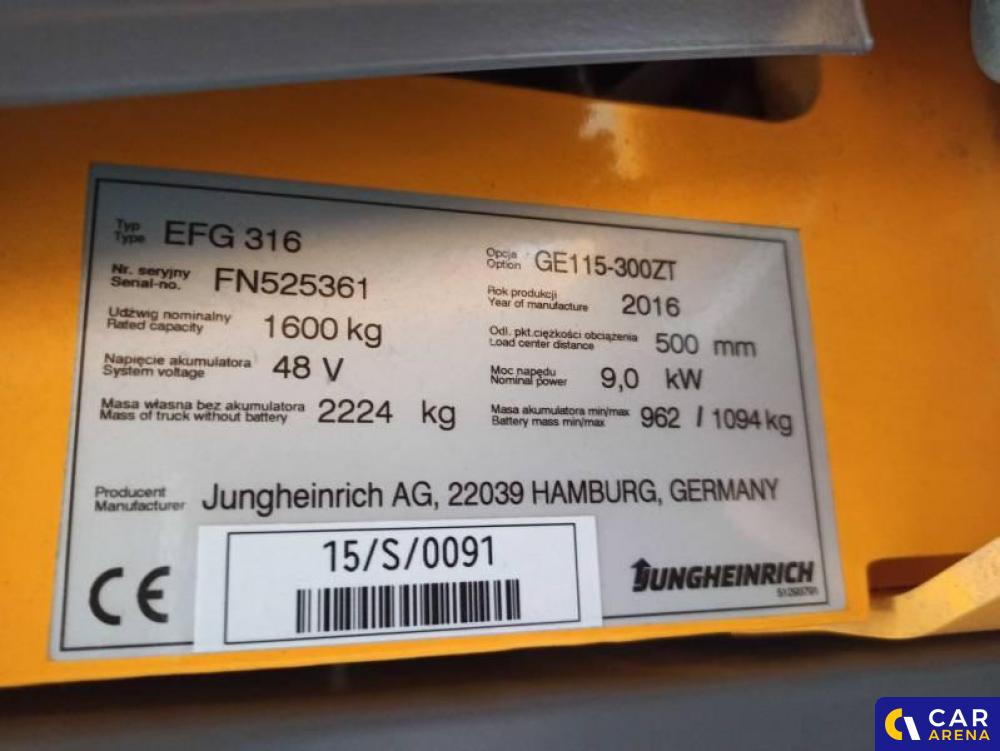 Typ
Type EFG 316
Opcja
Option GE115-300ZT
Nr. seryjny
Serial-no. FN525361
Rok produkcji
Year of manufacture 2016
Udźwig nominalny
Rated capacity 1600 kg
Odl. pkt.ciężkości obciążenia
Load center distance 500 mm
Napięcie akumulatora
System voltage 48 V
Moc napędu
Nominal power 9,0 kW
Masa własna bez akumulatora
Mass of truck without battery 2224 kg
Masa akumulatora min/max
Battery mass min/max 962 / 1094 kg
Producent
Manufacturer Jungheinrich AG, 22039 HAMBURG, GERMANY
CE
15/S/0091
JUNGHEINRICH
CAR
ARENA